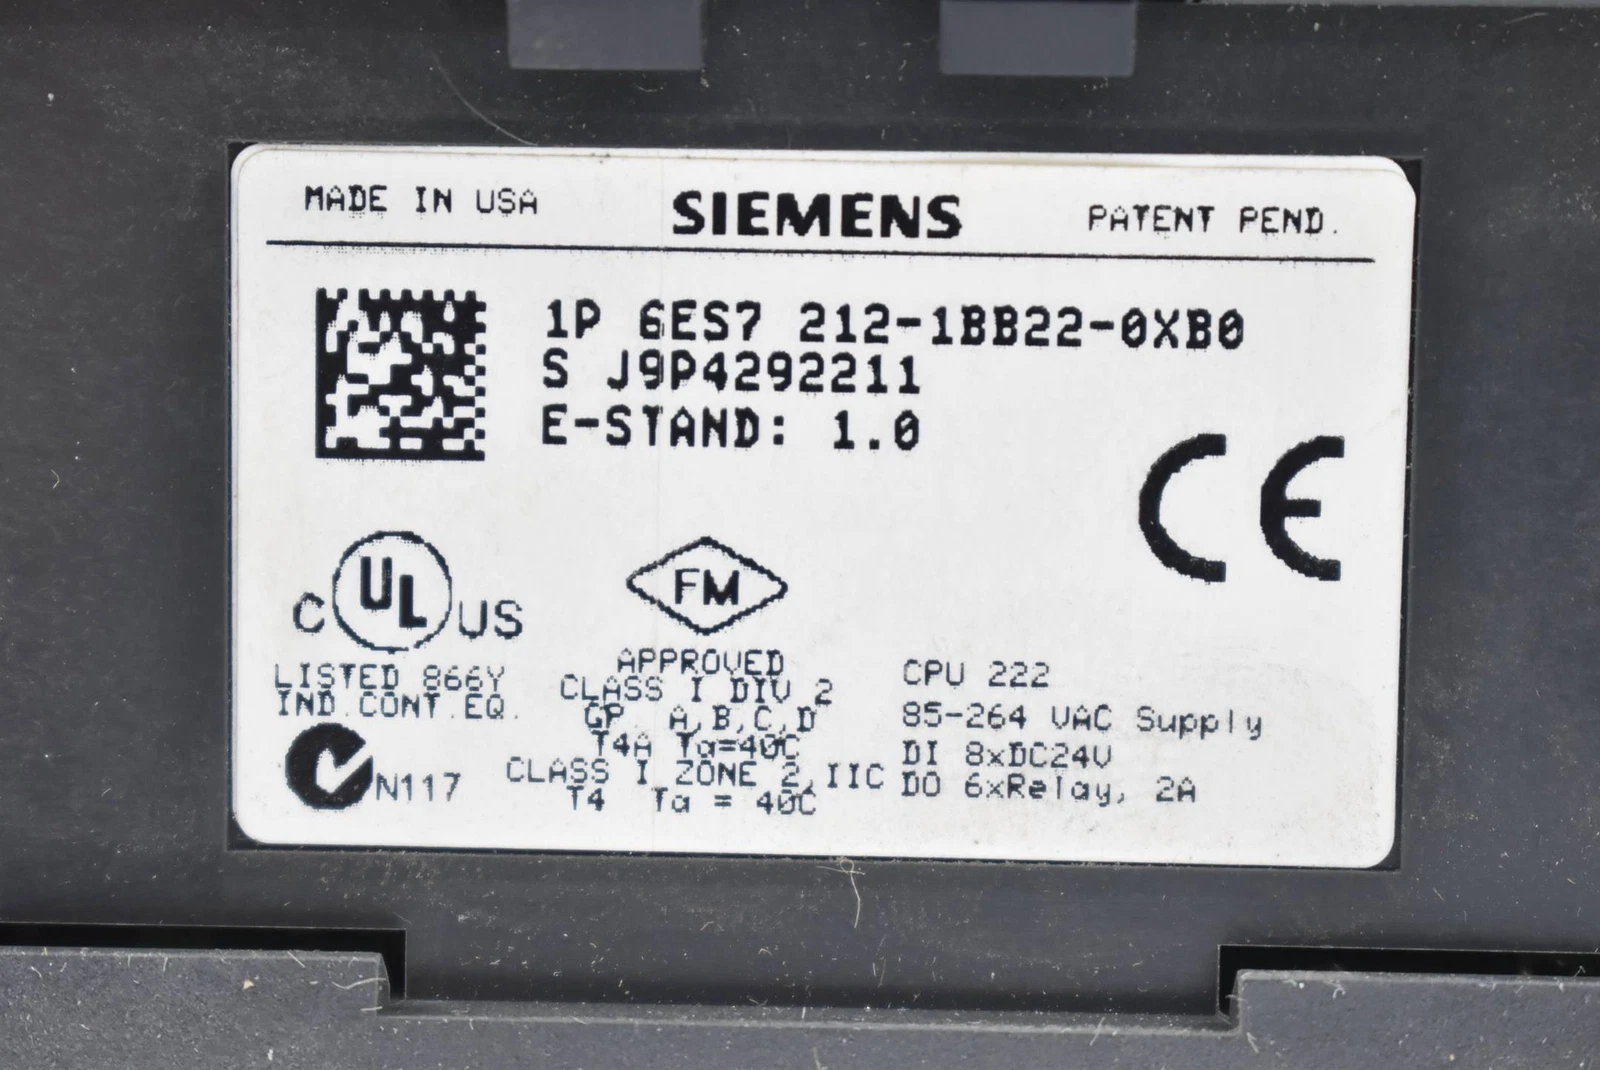 MADE IN USA SIEMENS PATENT PEND.
1P 6ES7 212-1BB22-0XB0
S J9P4292211
E-STAND: 1.0
CE
C UL US
LISTED 866Y
IND.CONT.EQ.
N117
FM
APPROVED
CLASS I DIV 2
GP. A,B,C,D
T4A Ta=40C
CLASS I ZONE 2,IIC
T4 Ta = 40C
CPU 222
85-264 VAC Supply
DI 8xDC24V
DO 6xRelay, 2A